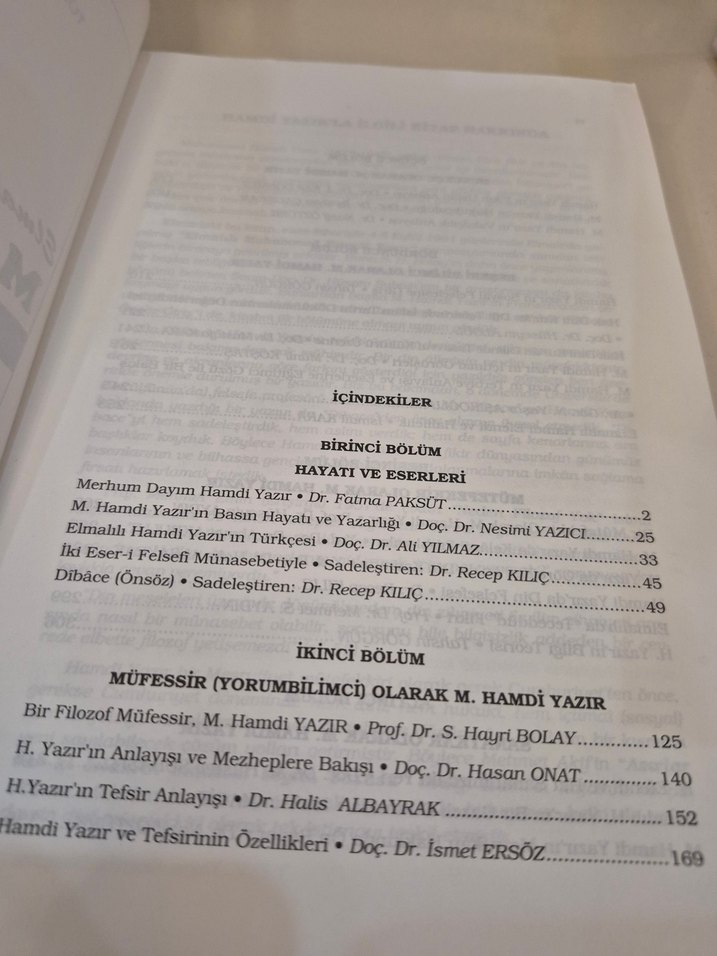 İÇİNDEKİLER
BİRİNCİ BÖLÜM
HAYATI VE ESERLERİ
Merhum Dayım Hamdi Yazır • Dr. Fatma PAKSÜT...............................2
M. Hamdi Yazır'ın Basın Hayatı ve Yazarlığı • Doç. Dr. Nesimi YAZICI........25
Elmalılı Hamdi Yazır'ın Türkçesi • Doç. Dr. Ali YILMAZ.........................33
İki Eser-i Felsefî Münasebetiyle • Sadeleştiren: Dr. Recep KILIÇ...............45
Dîbâce (Önsöz) • Sadeleştiren: Dr. Recep KILIÇ...................................49
İKİNCİ BÖLÜM
MÜFESSİR (YORUMBİLİMCİ) OLARAK M. HAMDİ YAZIR
Bir Filozof Müfessir, M. Hamdi YAZIR • Prof. Dr. S. Hayri BOLAY.............125
H. Yazır'ın Anlayışı ve Mezheplere Bakışı • Doç. Dr. Hasan ONAT..............140
H.Yazır'ın Tefsir Anlayışı • Dr. Halis ALBAYRAK .................................152
Hamdi Yazır ve Tefsirinin Özellikleri • Doç. Dr. İsmet ERSÖZ...................169